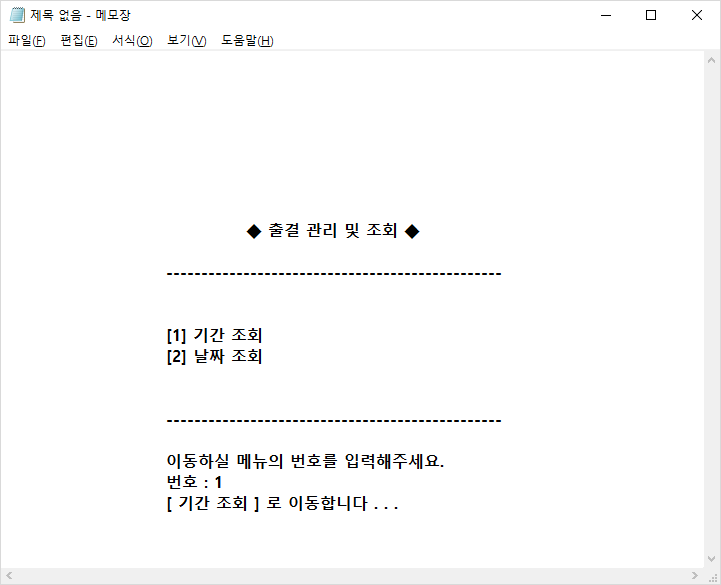 제목 없음 - 메모장
파일(F) 편집(E) 서식(O) 보기(V) 도움말(H)
◆ 출결 관리 및 조회 ◆
------------------------------------------------
[1] 기간 조회
[2] 날짜 조회
------------------------------------------------
이동하실 메뉴의 번호를 입력해주세요.
번호 : 1
[ 기간 조회 ] 로 이동합니다 . . .